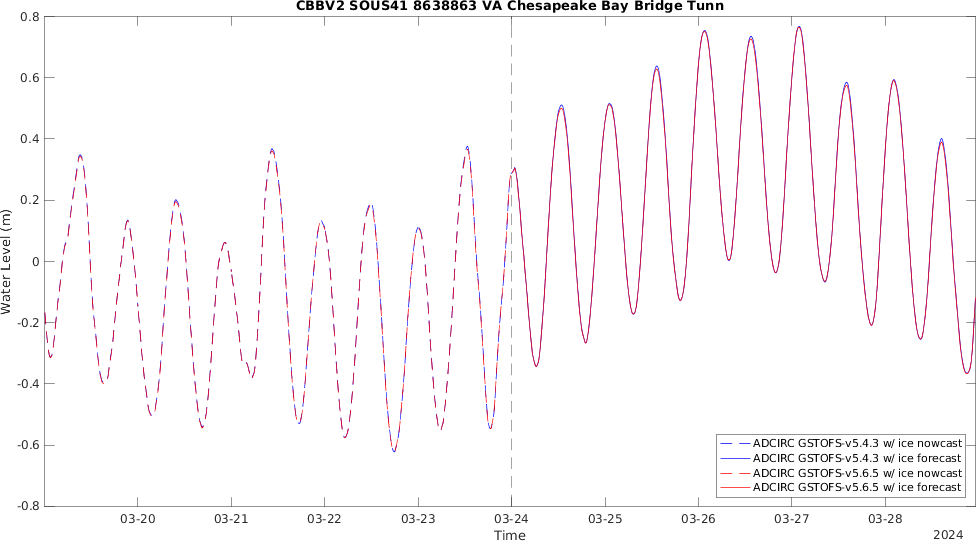 CBBV2 SOUS41 8638863 VA Chesapeake Bay Bridge Tunn
Water Level (m)
0.8
0.6
0.4
0.2
0
-0.2
-0.4
-0.6
-0.8
ADCIRC GSTOFS-v5.4.3 w/ ice nowcast
ADCIRC GSTOFS-v5.4.3 w/ ice forecast
ADCIRC GSTOFS-v5.6.5 w/ ice nowcast
ADCIRC GSTOFS-v5.6.5 w/ ice forecast
03-20 03-21 03-22 03-23 03-24 03-25 03-26 03-27 03-28
Time
2024